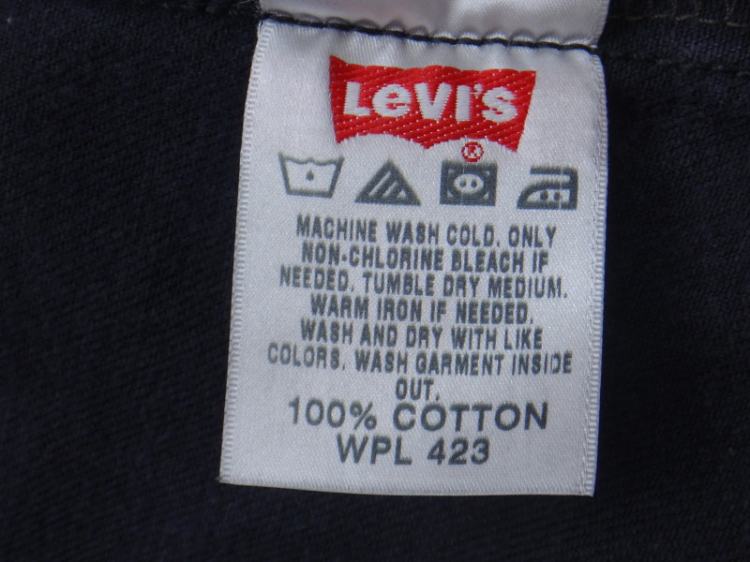 LEVI'S
®
MACHINE WASH COLD. ONLY
NON-CHLORINE BLEACH IF
NEEDED. TUMBLE DRY MEDIUM.
WARM IRON IF NEEDED.
WASH AND DRY WITH LIKE
COLORS. WASH GARMENT INSIDE
OUT.
100% COTTON
WPL 423